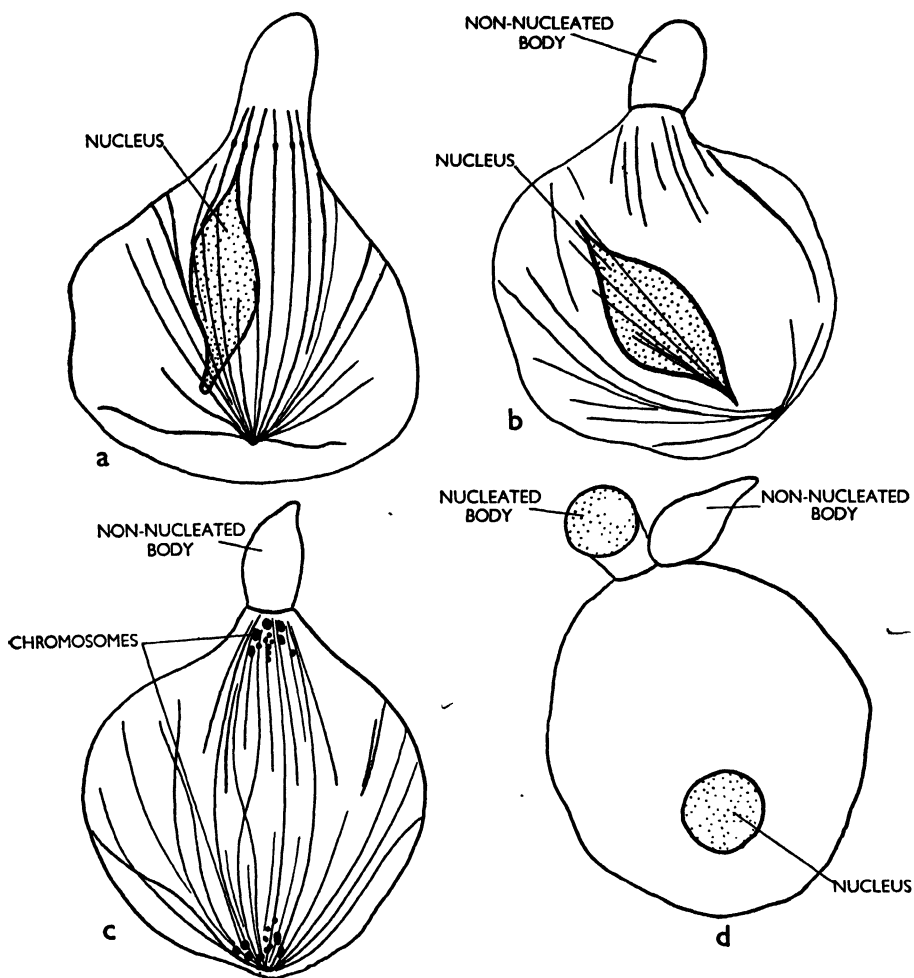 NUCLEUS
a
NON-NUCLEATED
BODY
NUCLEUS
b
NON-NUCLEATED
BODY
CHROMOSOMES
c
NUCLEATED
BODY
NON-NUCLEATED
BODY
NUCLEUS
d